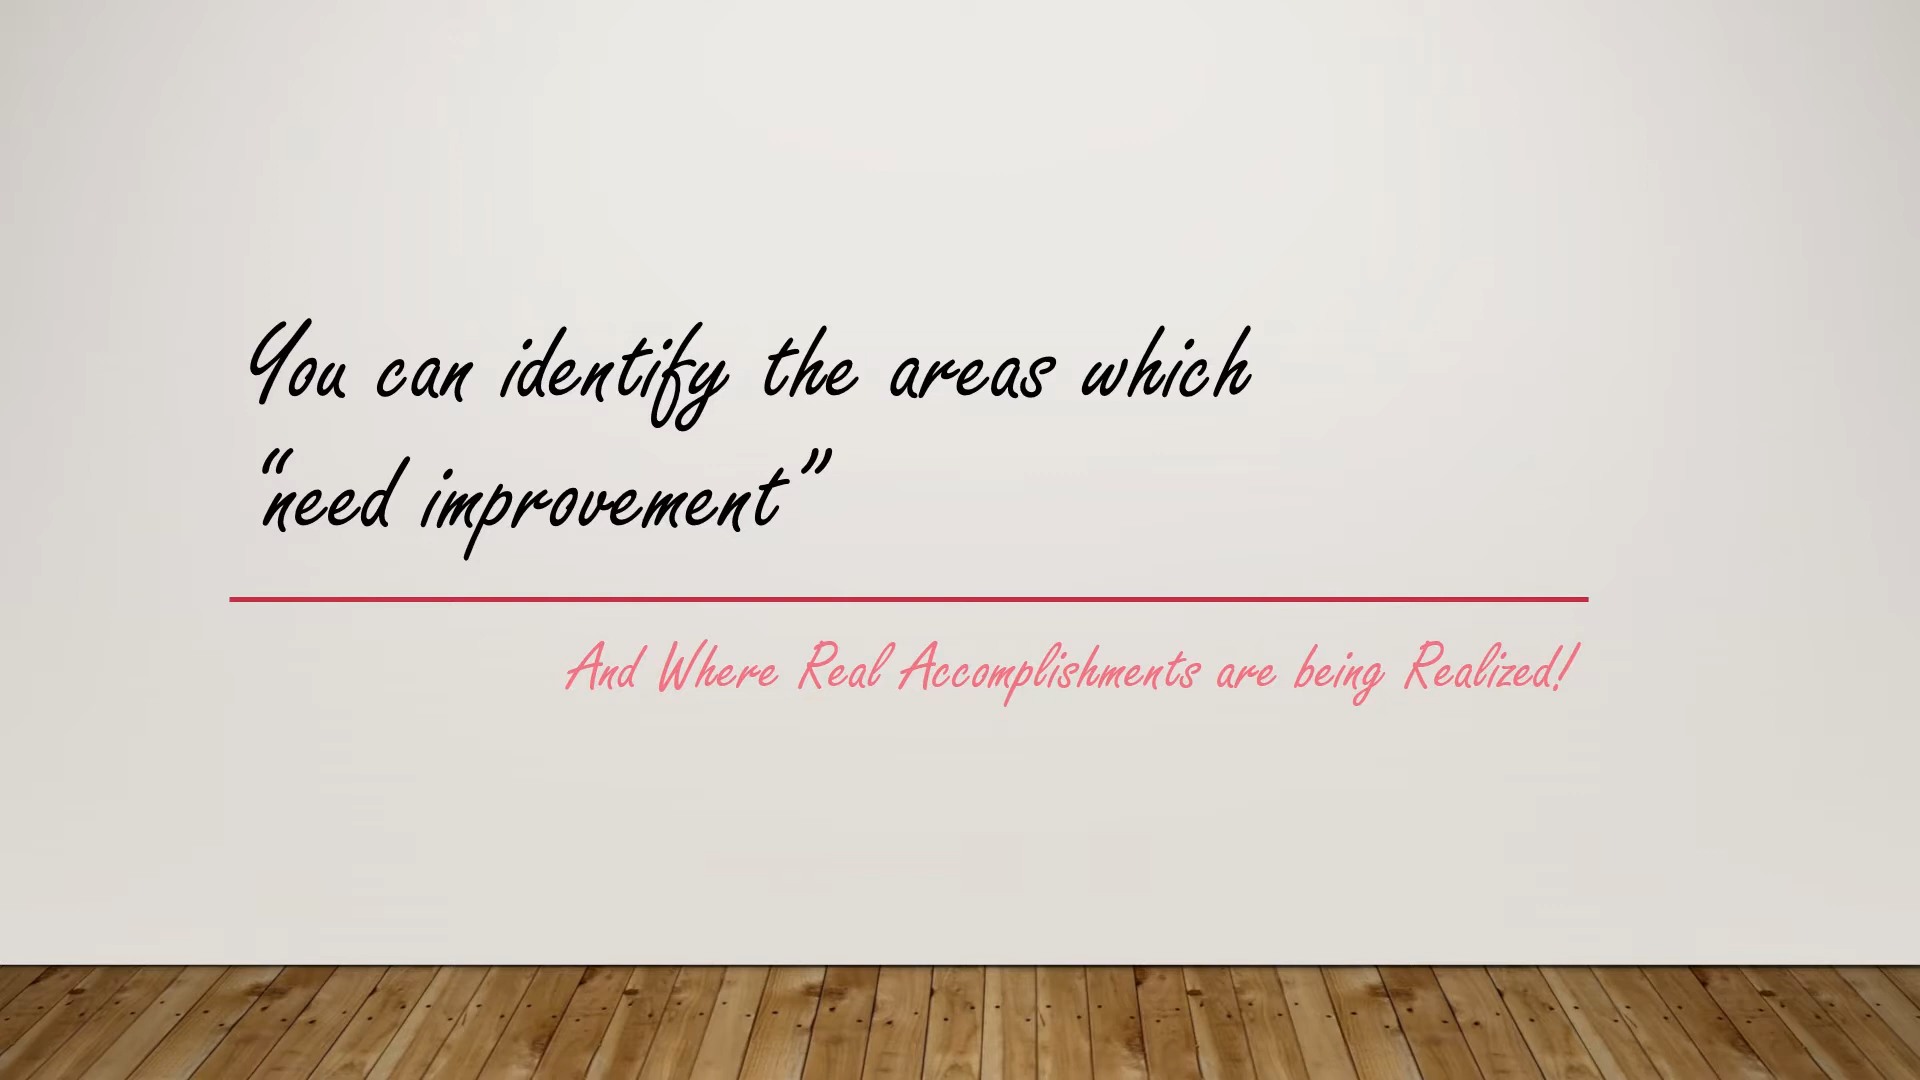 You can identify the areas which
“need improvement”
And Where Real Accomplishments are being Realized!